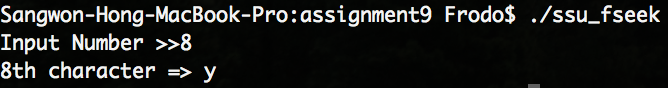 Sangwon-Hong-MacBook-Pro:assignment9 Frodo$ ./ssu_fseek
Input Number >>8
8th character => y